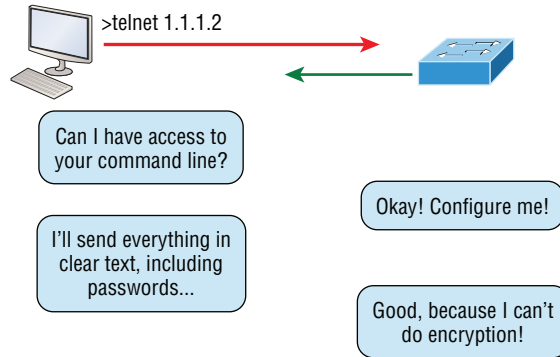 >telnet 1.1.1.2
Can I have access to
your command line?
Okay! Configure me!
I'll send everything in
clear text, including
passwords...
Good, because I can't
do encryption!